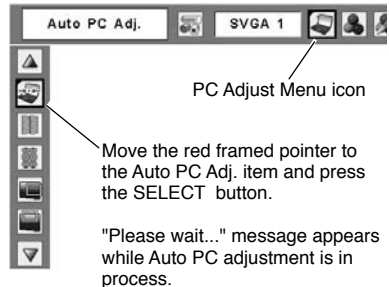 Auto PC Adj.
SVGA 1
PC Adjust Menu icon
Move the red framed pointer to
the Auto PC Adj. item and press
the SELECT button.
"Please wait..." message appears
while Auto PC adjustment is in
process.